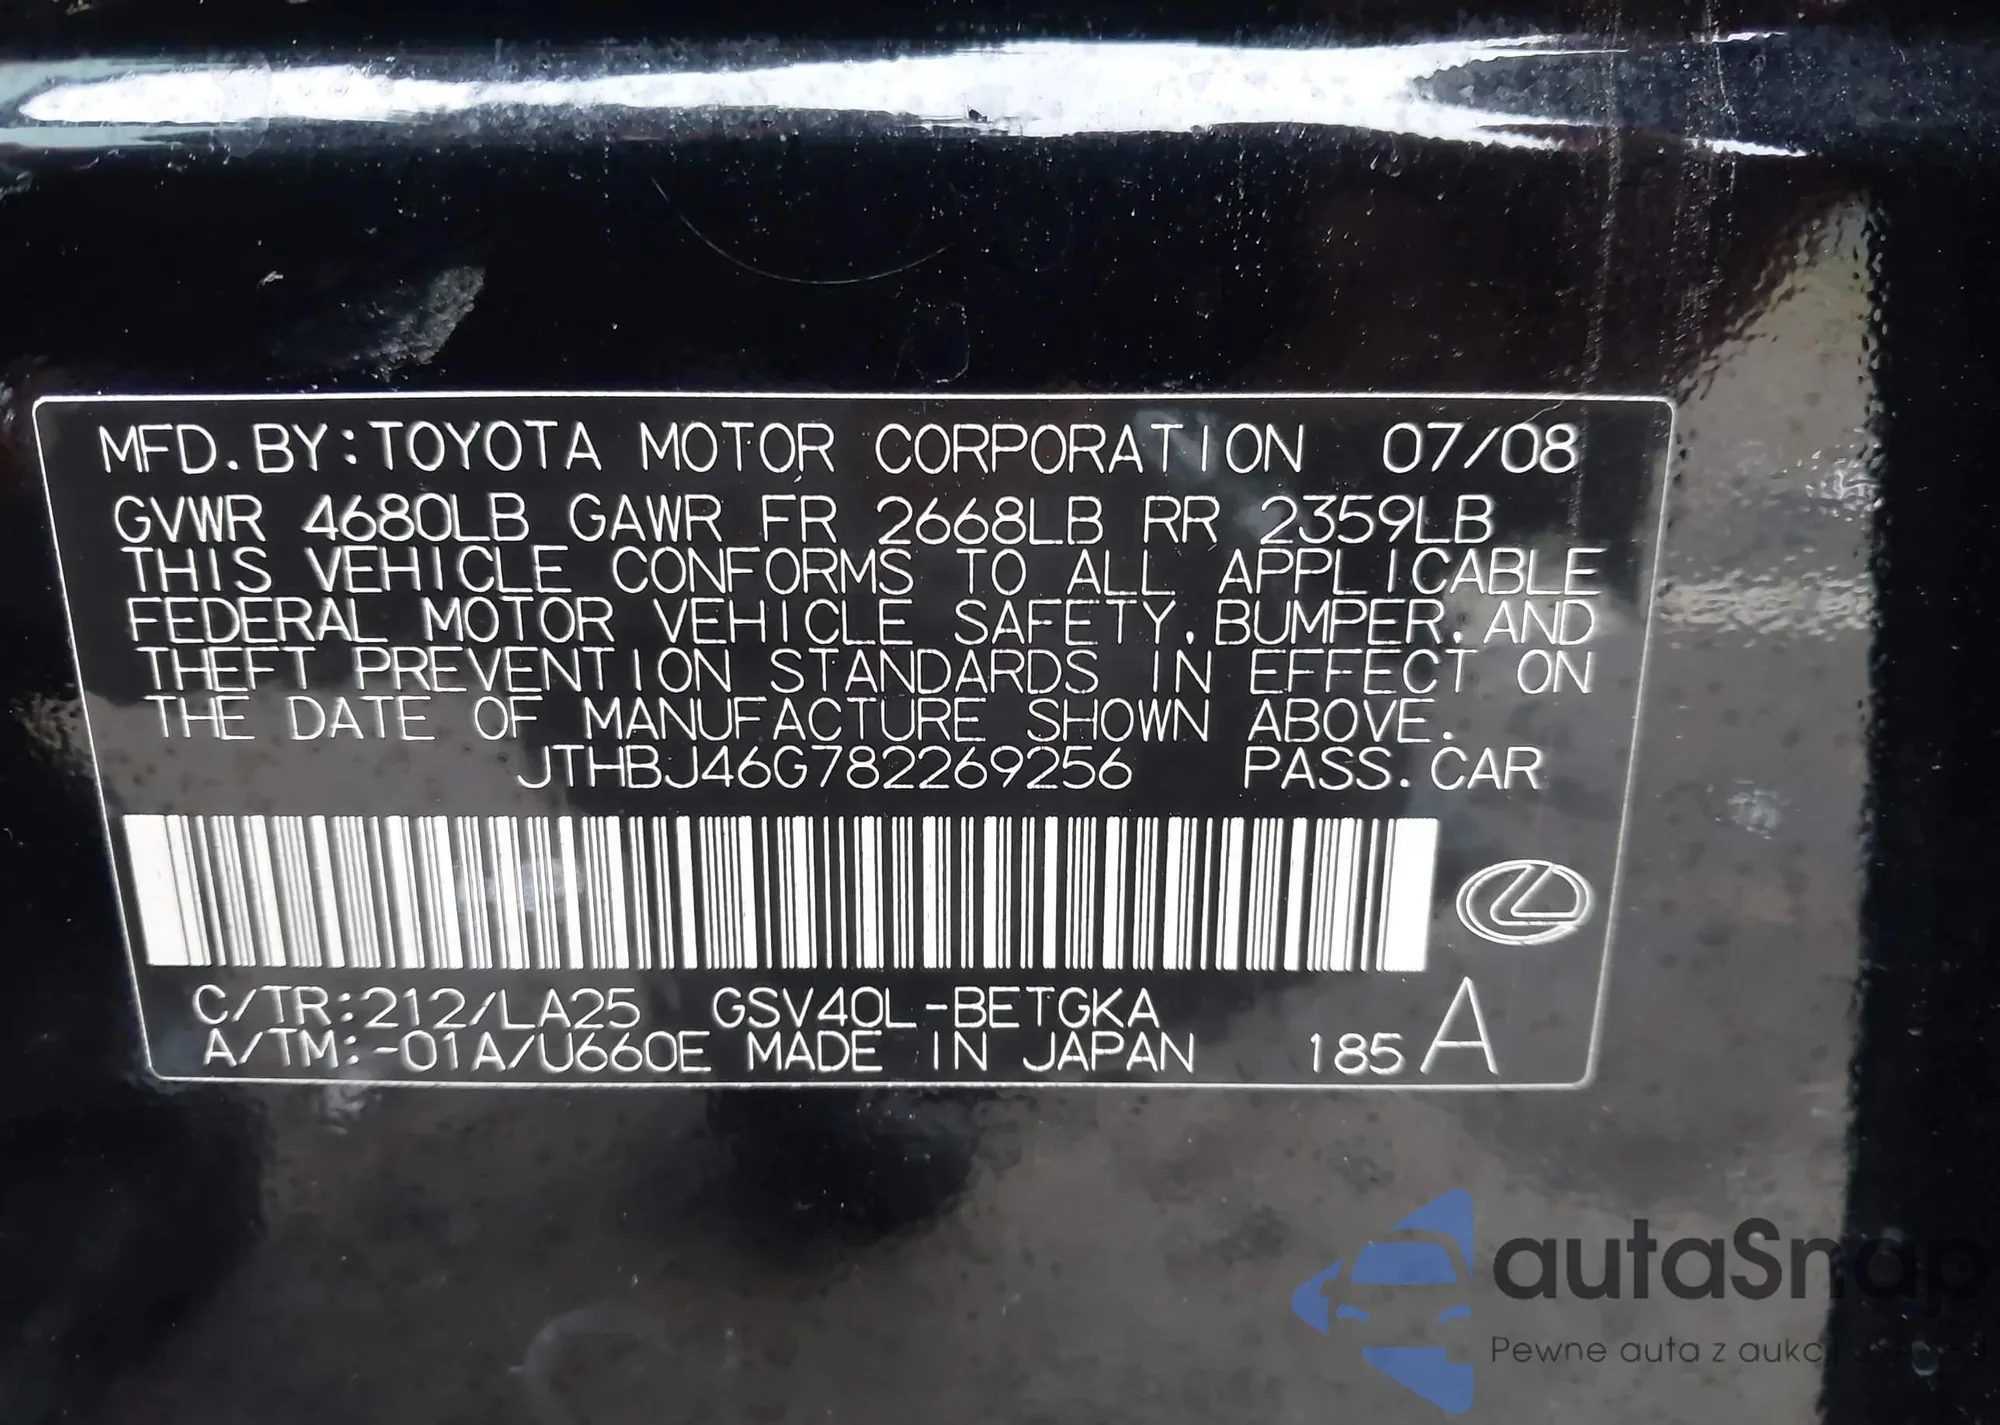 MFD.BY:TOYOTA MOTOR CORPORATION 07/08
GVWR 4680LB GAWR FR 2668LB RR 2359LB
THIS VEHICLE CONFORMS TO ALL APPLICABLE
FEDERAL MOTOR VEHICLE SAFETY, BUMPER, AND
THEFT PREVENTION STANDARDS IN EFFECT ON
THE DATE OF MANUFACTURE SHOWN ABOVE.
JTHBJ46G782269256 PASS.CAR
C/TR:212/LA25 GSV40L-BETGKA
A/TM:-01A/U660E MADE IN JAPAN 185 A
autaSnap
Pewne auta z